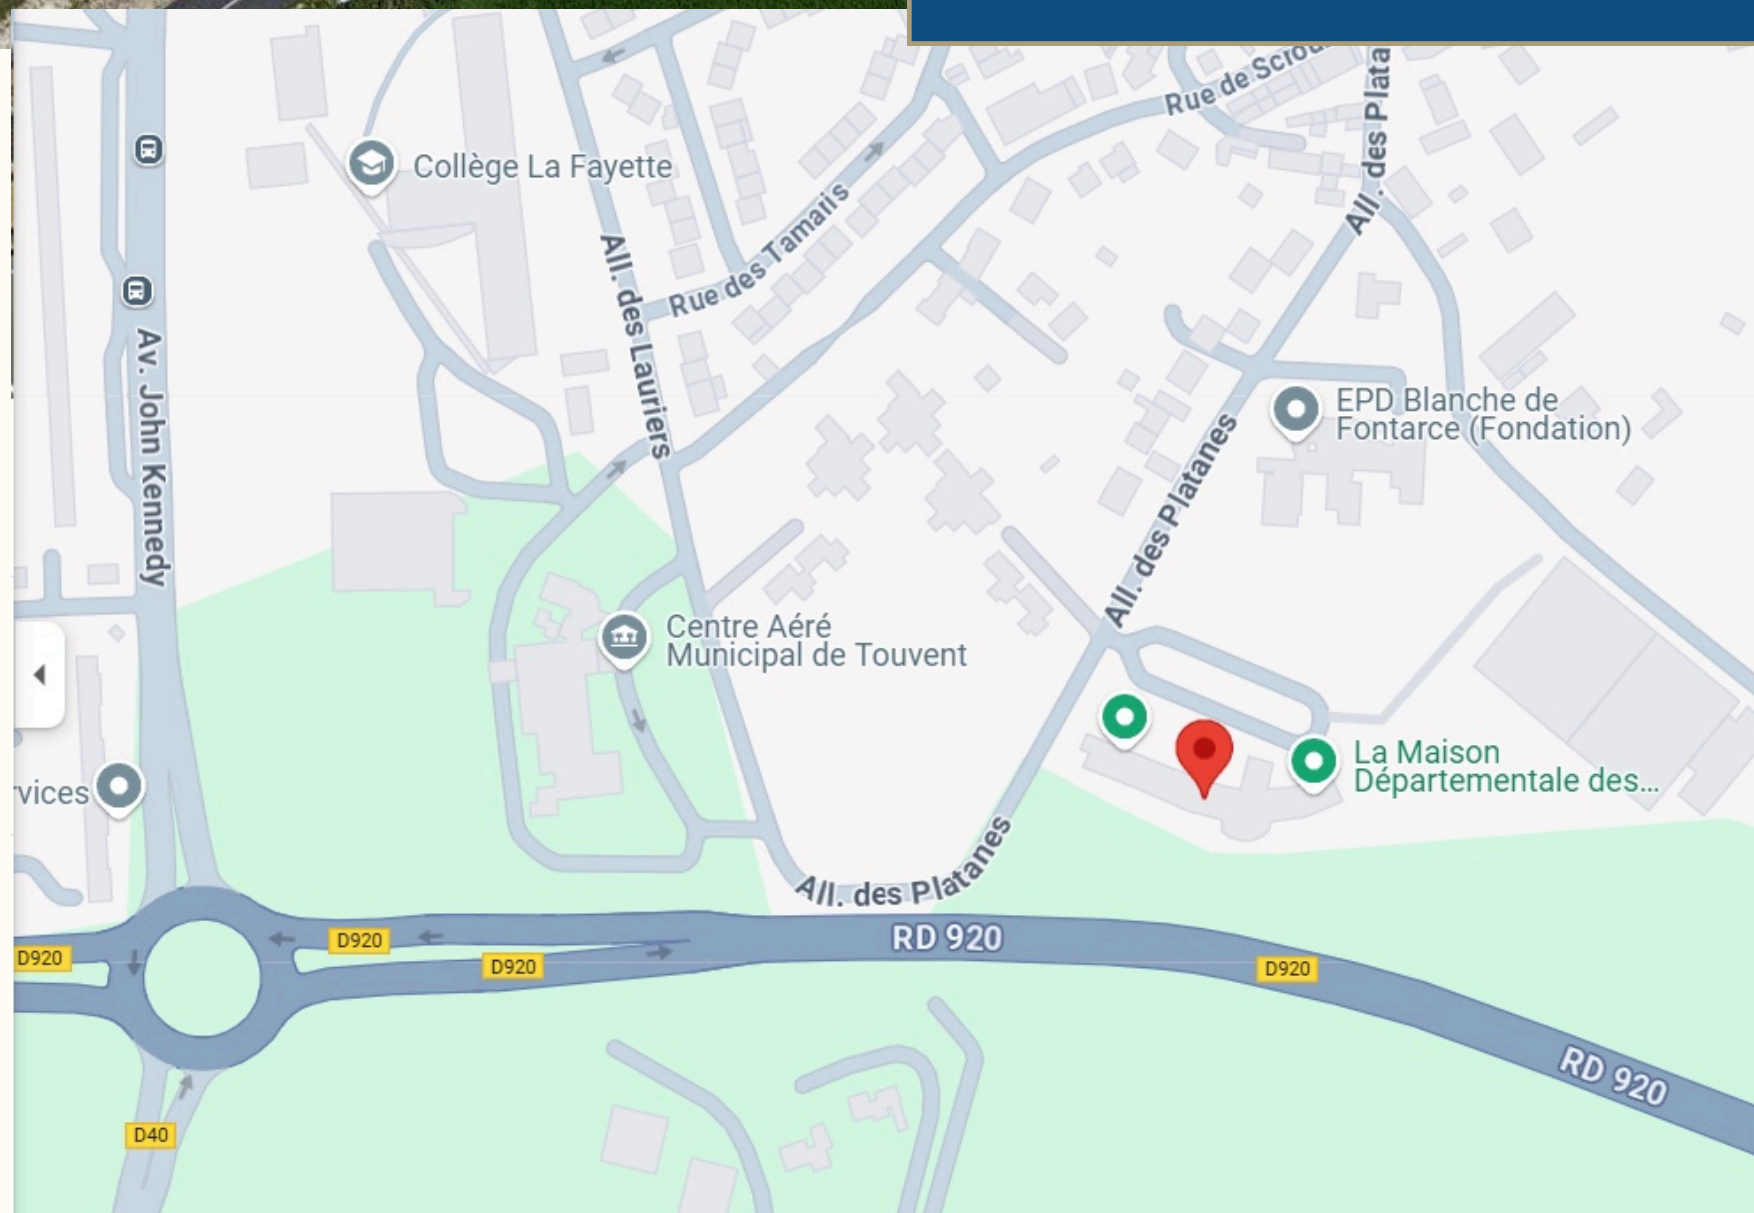 Rue de Scrou
All. des Plata
Collège La Fayette
Rue des Tamaris
All. des Lauriers
Av. John Kennedy
EPD Blanche de
Fontarce (Fondation)
All. des Platanes
Centre Aéré
Municipal de Touvent
La Maison
Départementale des...
vices
All. des Platanes
RD 920
D920
D920
D920
D920
RD 920
D40